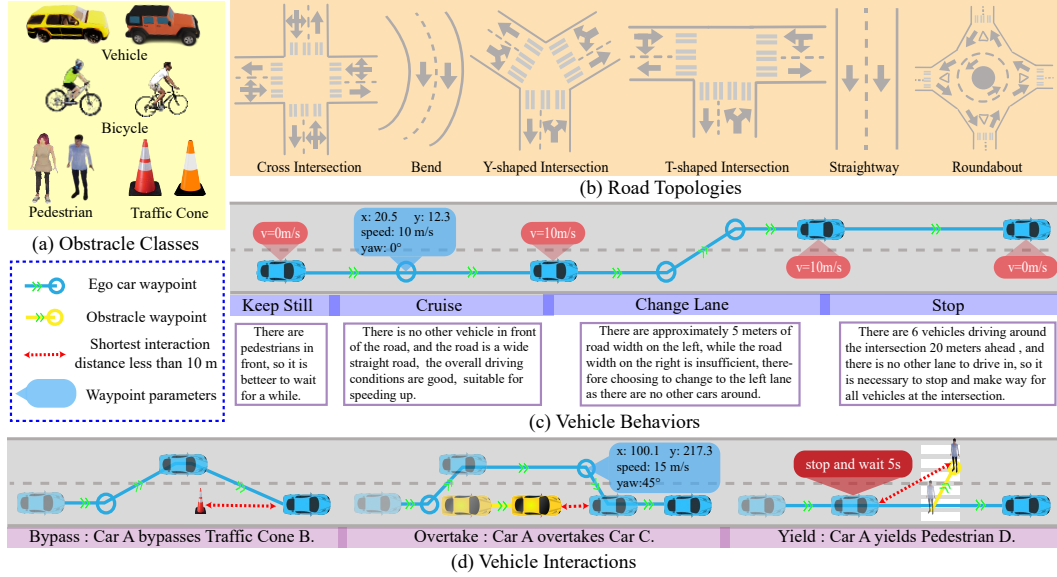 Vehicle
Bicycle
Pedestrian
Traffic Cone
(a) Obstacle Classes
Cross Intersection
Bend
Y-shaped Intersection
T-shaped Intersection
Straightway
Roundabout
(b) Road Topologies
Ego car waypoint
Obstacle waypoint
Shortest interaction
distance less than 10 m
Waypoint parameters
v=0m/s
x: 20.5 y: 12.3
speed: 10 m/s
yaw: 0°
v=10m/s
v=10m/s
v=0m/s
Keep Still
Cruise
Change Lane
Stop
There are
pedestrians in
front, so it is
betteer to wait
for a while.
There is no other vehicle in front
of the road, and the road is a wide
straight road, the overall driving
conditions are good, suitable for
speeding up.
There are approximately 5 meters of
road width on the left, while the road
width on the right is insufficient, there-
fore choosing to change to the left lane
as there are no other cars around.
There are 6 vehicles driving around
the intersection 20 meters ahead , and
there is no other lane to drive in, so it
is necessary to stop and make way for
all vehicles at the intersection.
(c) Vehicle Behaviors
x: 100.1 y: 217.3
speed: 15 m/s
yaw:45°
stop and wait 5s
Bypass : Car A bypasses Traffic Cone B.
Overtake : Car A overtakes Car C.
Yield : Car A yields Pedestrian D.
(d) Vehicle Interactions